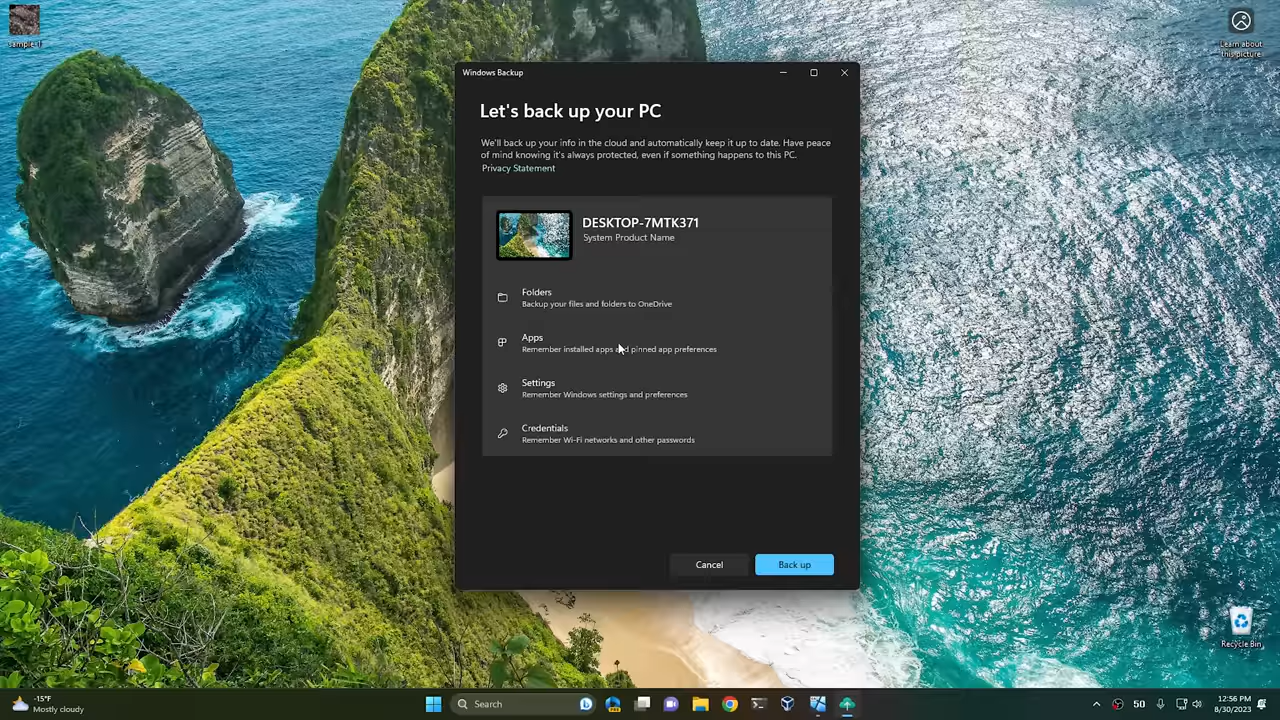 sample-1
Learn about
this picture
Windows Backup
Let's back up your PC
We'll back up your info in the cloud and automatically keep it up to date. Have peace
of mind knowing it's always protected, even if something happens to this PC.
Privacy Statement
DESKTOP-7MTK371
System Product Name
Folders
Backup your files and folders to OneDrive
Apps
Remember installed apps and pinned app preferences
Settings
Remember Windows settings and preferences
Credentials
Remember Wi-Fi networks and other passwords
Cancel
Back up
Recycle Bin
-15°F
Mostly cloudy
Search
PRE
50
12:56 PM
8/30/2023